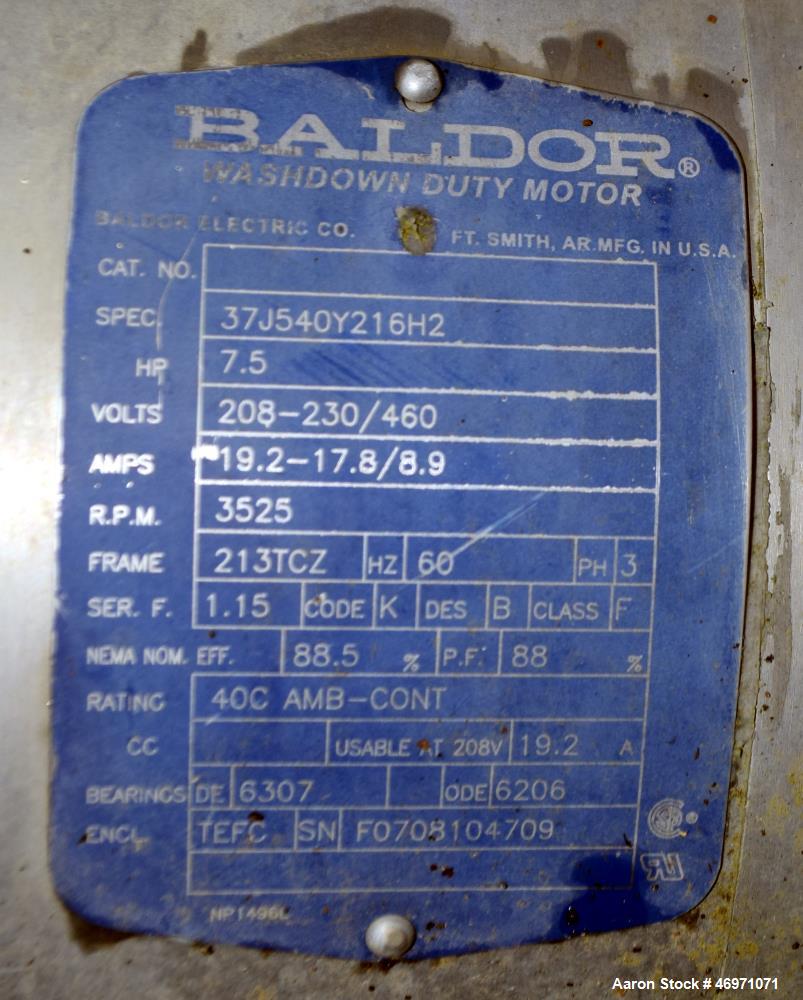 BALDOR®
WASHDOWN DUTY MOTOR
BALDOR ELECTRIC CO. FT. SMITH, AR. MFG. IN U.S.A.
CAT. NO.
SPEC. 37J540Y216H2
HP 7.5
VOLTS 208-230/460
AMPS 19.2-17.8/8.9
R.P.M. 3525
FRAME 213TCZ HZ 60 PH 3
SER. F. 1.15 CODE K DES B CLASS F
NEMA NOM. EFF. 88.5 % P.F. 88 %
RATING 40C AMB-CONT
CC USABLE AT 208V 19.2 A
BEARINGS DE 6307 ODE 6206
ENCL. TEFC SN F0708104709
NP1496L
Aaron Stock # 46971071